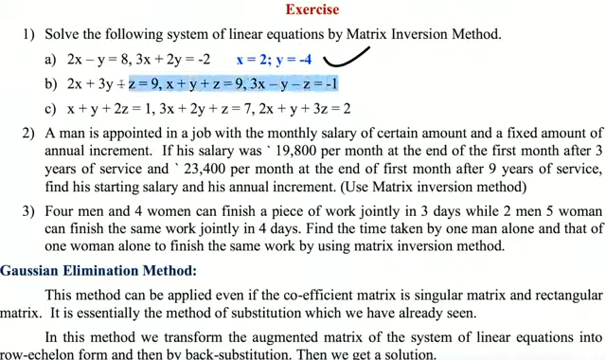 Exercise
1) Solve the following system of linear equations by Matrix Inversion Method.
a) 2x – y = 8, 3x + 2y = -2 x = 2; y = -4
b) 2x + 3y + z = 9, x + y + z = 9, 3x – y – z = -1
c) x + y + 2z = 1, 3x + 2y + z = 7, 2x + y + 3z = 2
2) A man is appointed in a job with the monthly salary of certain amount and a fixed amount of
annual increment. If his salary was ` 19,800 per month at the end of the first month after 3
years of service and ` 23,400 per month at the end of first month after 9 years of service,
find his starting salary and his annual increment. (Use Matrix inversion method)
3) Four men and 4 women can finish a piece of work jointly in 3 days while 2 men 5 woman
can finish the same work jointly in 4 days. Find the time taken by one man alone and that of
one woman alone to finish the same work by using matrix inversion method.
Gaussian Elimination Method:
This method can be applied even if the co-efficient matrix is singular matrix and rectangular
matrix. It is essentially the method of substitution which we have already seen.
In this method we transform the augmented matrix of the system of linear equations into
row-echelon form and then by back-substitution. Then we get a solution.